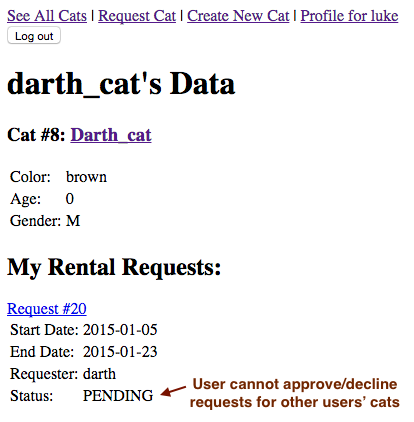 See All Cats | Request Cat | Create New Cat | Profile for luke
Log out
darth_cat's Data
Cat #8: Darth_cat
Color: brown
Age: 0
Gender: M
My Rental Requests:
Request #20
Start Date: 2015-01-05
End Date: 2015-01-23
Requester: darth
Status: PENDING
User cannot approve/decline
requests for other users’ cats